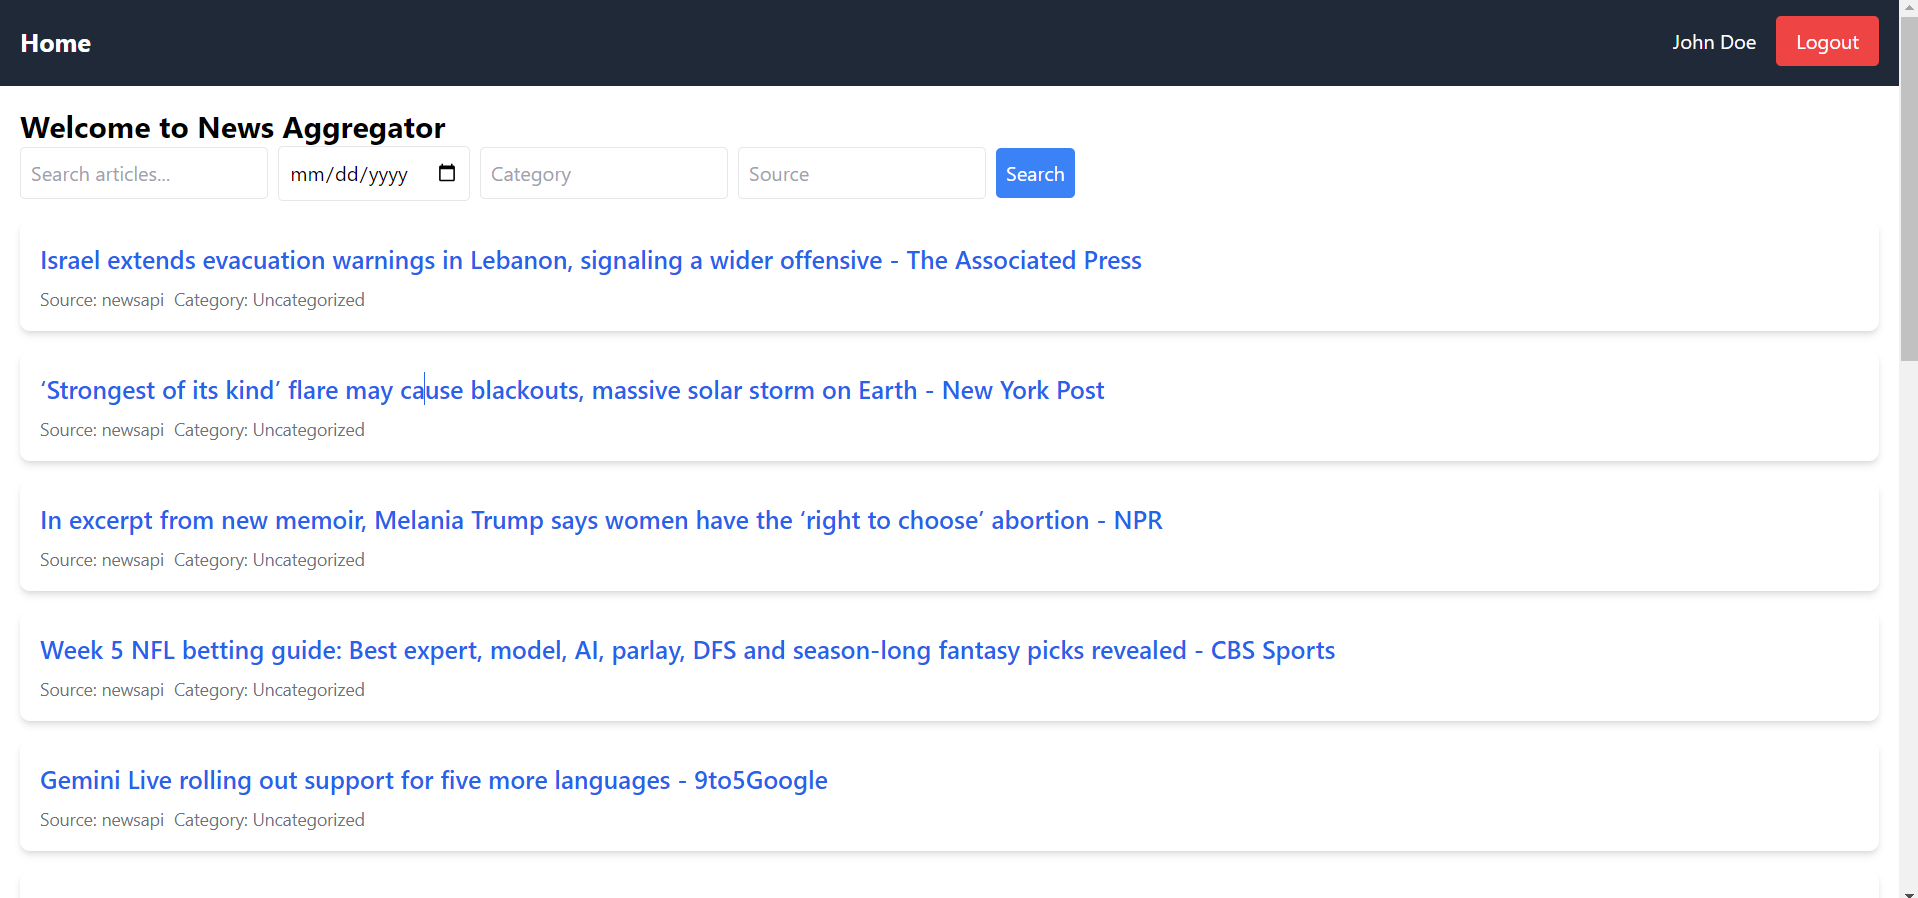 Home
John Doe
Logout
Welcome to News Aggregator
Search articles...
mm/dd/yyyy
Category
Source
Search
Israel extends evacuation warnings in Lebanon, signaling a wider offensive - The Associated Press
Source: newsapi Category: Uncategorized
‘Strongest of its kind’ flare may cause blackouts, massive solar storm on Earth - New York Post
Source: newsapi Category: Uncategorized
In excerpt from new memoir, Melania Trump says women have the ‘right to choose’ abortion - NPR
Source: newsapi Category: Uncategorized
Week 5 NFL betting guide: Best expert, model, AI, parlay, DFS and season-long fantasy picks revealed - CBS Sports
Source: newsapi Category: Uncategorized
Gemini Live rolling out support for five more languages - 9to5Google
Source: newsapi Category: Uncategorized